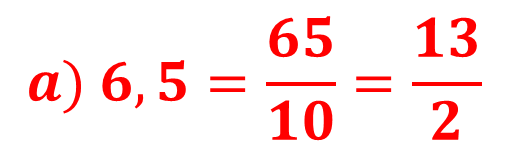 a) 6,5 = 65/10 = 13/2